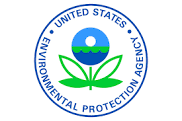 UNITED STATES
ENVIRONMENTAL PROTECTION AGENCY